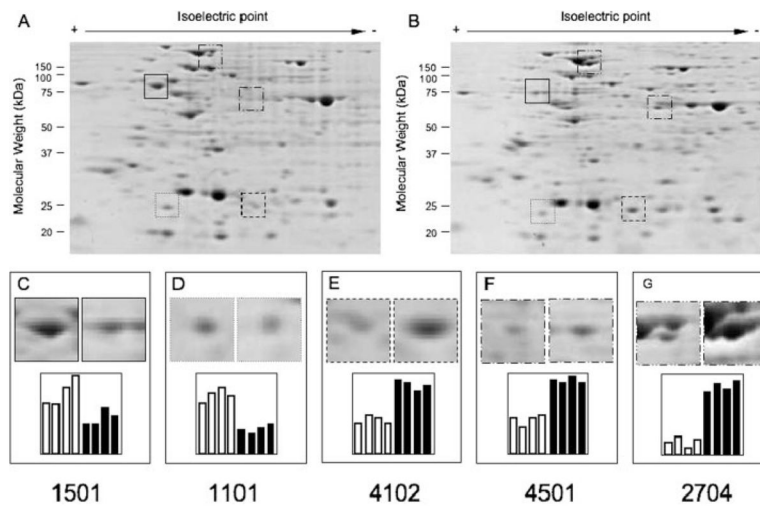 A
Isoelectric point
+
-
Molecular Weight (kDa)
150
100
75
50
37
25
20
B
Isoelectric point
+
-
Molecular Weight (kDa)
150
100
75
50
37
25
20
C
D
E
F
G
1501
1101
4102
4501
2704